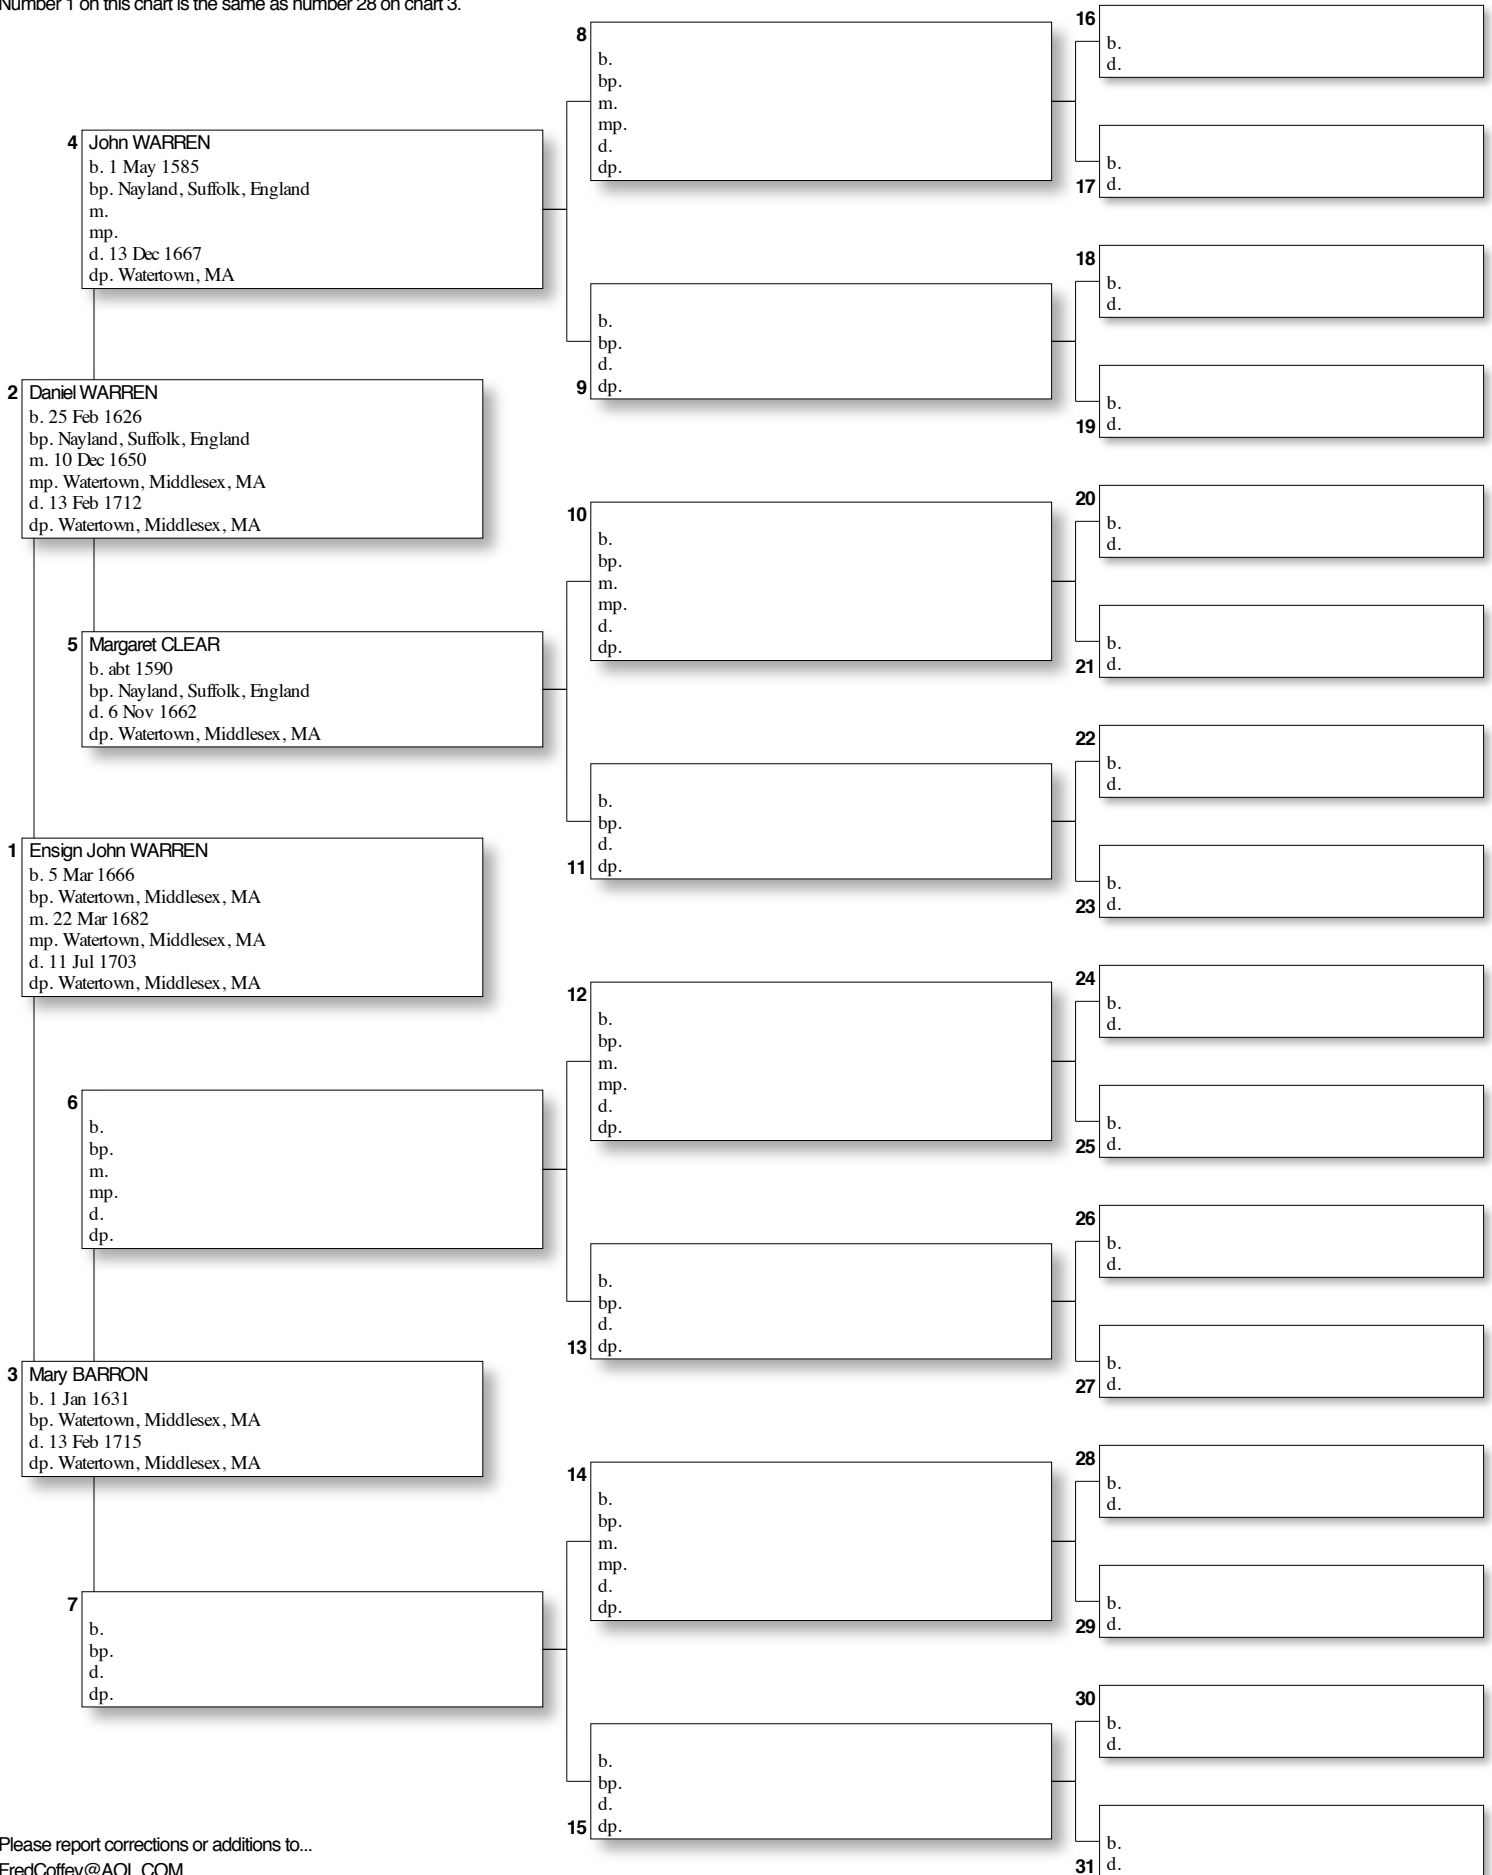 Number 1 on this chart is the same as number 28 on chart 3.
4 John WARREN
b. 1 May 1585
bp. Nayland, Suffolk, England
m.
mp.
d. 13 Dec 1667
dp. Watertown, MA
2 Daniel WARREN
b. 25 Feb 1626
bp. Nayland, Suffolk, England
m. 10 Dec 1650
mp. Watertown, Middlesex, MA
d. 13 Feb 1712
dp. Watertown, Middlesex, MA
5 Margaret CLEAR
b. abt 1590
bp. Nayland, Suffolk, England
d. 6 Nov 1662
dp. Watertown, Middlesex, MA
1 Ensign John WARREN
b. 5 Mar 1666
bp. Watertown, Middlesex, MA
m. 22 Mar 1682
mp. Watertown, Middlesex, MA
d. 11 Jul 1703
dp. Watertown, Middlesex, MA
6
b.
bp.
m.
mp.
d.
dp.
3 Mary BARRON
b. 1 Jan 1631
bp. Watertown, Middlesex, MA
d. 13 Feb 1715
dp. Watertown, Middlesex, MA
7
b.
bp.
d.
dp.
8
b.
bp.
m.
mp.
d.
dp.
b.
bp.
d.
9 dp.
10
b.
bp.
m.
mp.
d.
dp.
b.
bp.
d.
11 dp.
12
b.
bp.
m.
mp.
d.
dp.
b.
bp.
d.
13 dp.
14
b.
bp.
m.
mp.
d.
dp.
b.
bp.
d.
15 dp.
16
b.
d.
b.
17 d.
18
b.
d.
b.
19 d.
20
b.
d.
b.
21 d.
22
b.
d.
b.
23 d.
24
b.
d.
b.
25 d.
26
b.
d.
b.
27 d.
28
b.
d.
b.
29 d.
30
b.
d.
b.
31 d.
Please report corrections or additions to...
FredCoffey@AOL.COM